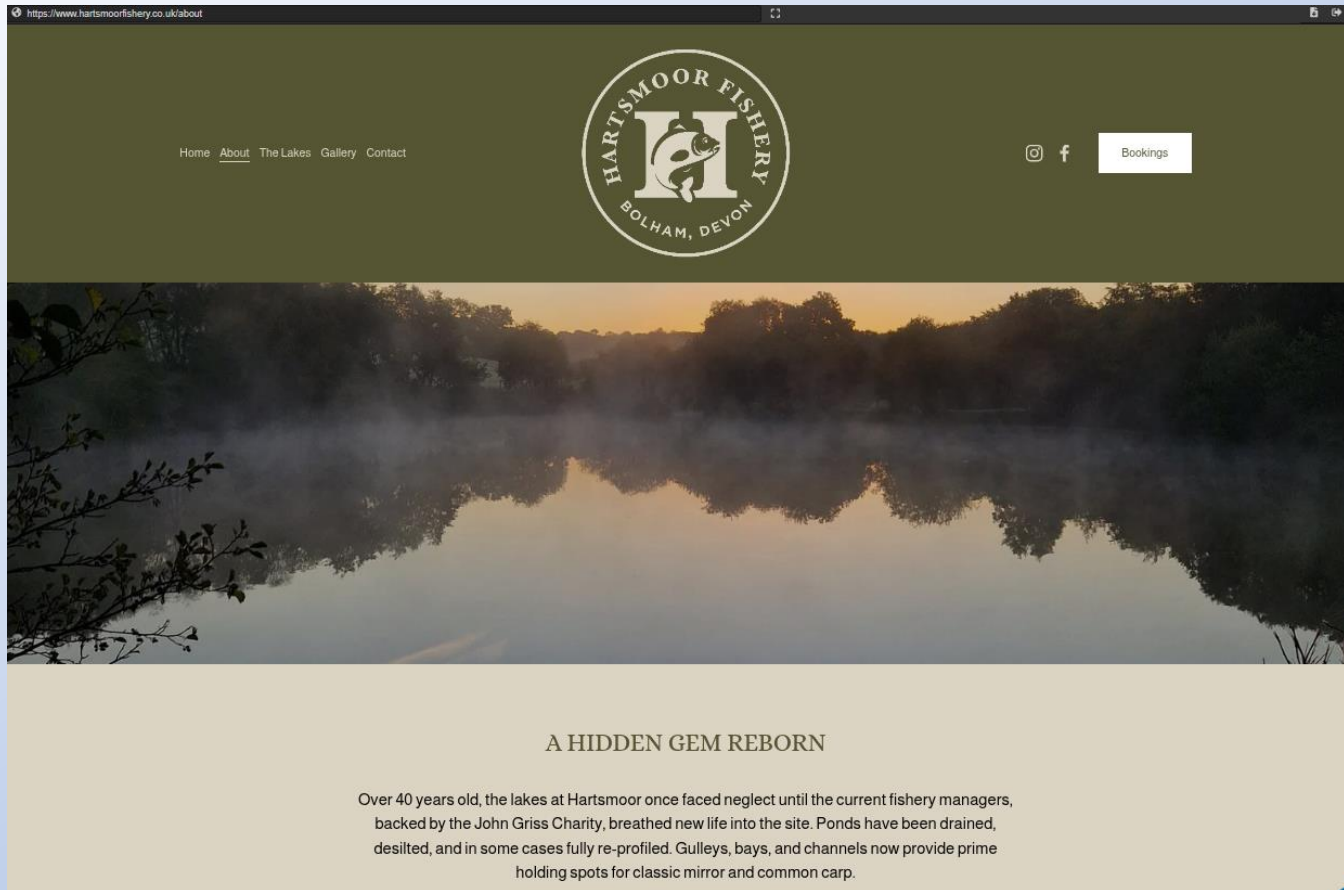 https://www.hartsmoorfishery.co.uk/about
HARTSMOOR FISHERY
H
BOLHAM, DEVON
Home About The Lakes Gallery Contact
Bookings
A HIDDEN GEM REBORN
Over 40 years old, the lakes at Hartsmoor once faced neglect until the current fishery managers,
backed by the John Griss Charity, breathed new life into the site. Ponds have been drained,
desilted, and in some cases fully re-profiled. Gulleys, bays, and channels now provide prime
holding spots for classic mirror and common carp.